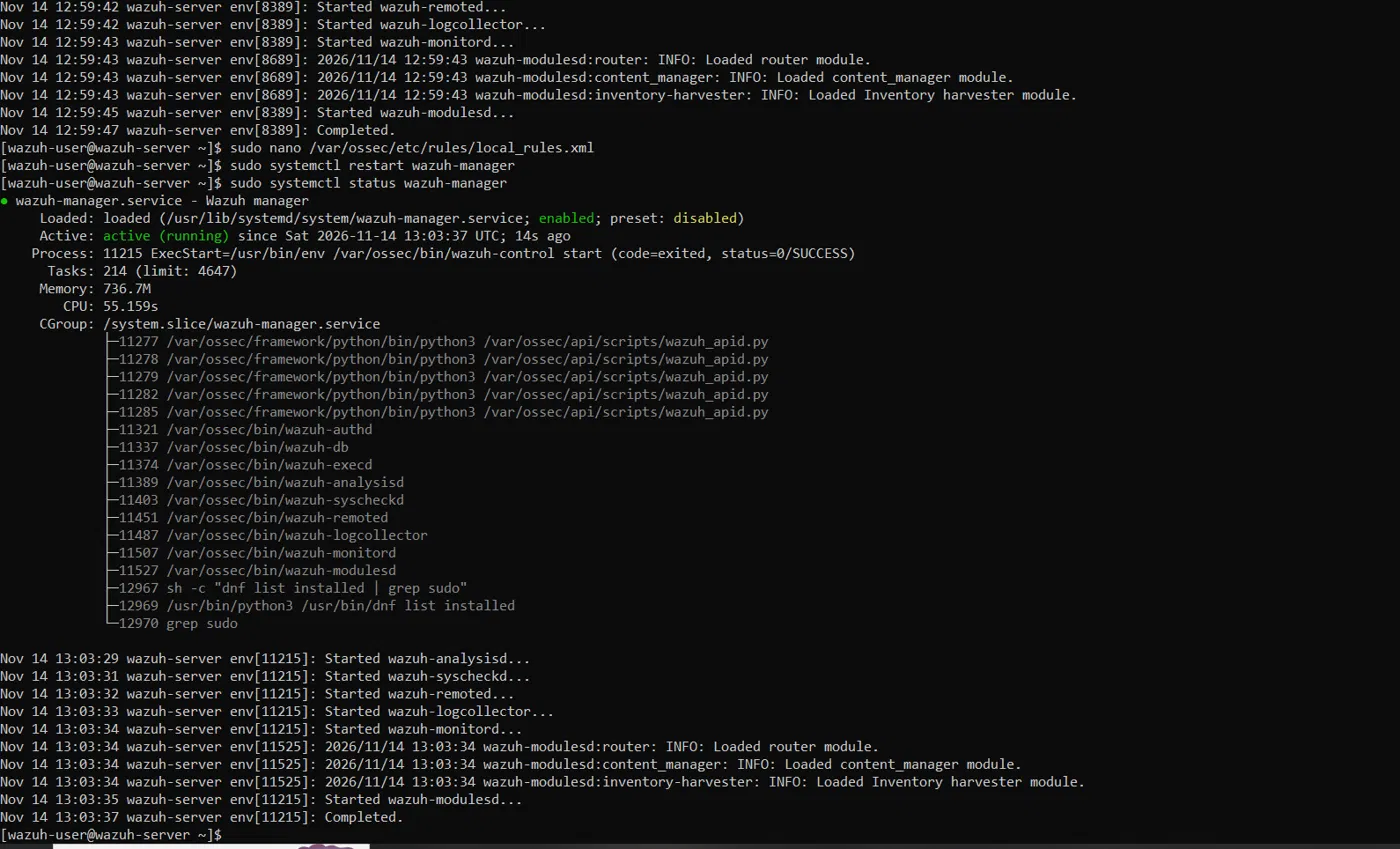 Nov 14 12:59:42 wazuh-server env[8389]: Started wazuh-remoted...
Nov 14 12:59:42 wazuh-server env[8389]: Started wazuh-logcollector...
Nov 14 12:59:43 wazuh-server env[8389]: Started wazuh-monitord...
Nov 14 12:59:43 wazuh-server env[8689]: 2026/11/14 12:59:43 wazuh-modulesd:router: INFO: Loaded router module.
Nov 14 12:59:43 wazuh-server env[8689]: 2026/11/14 12:59:43 wazuh-modulesd:content_manager: INFO: Loaded content_manager module.
Nov 14 12:59:43 wazuh-server env[8689]: 2026/11/14 12:59:43 wazuh-modulesd:inventory-harvester: INFO: Loaded Inventory harvester module.
Nov 14 12:59:45 wazuh-server env[8389]: Started wazuh-modulesd...
Nov 14 12:59:47 wazuh-server env[8389]: Completed.
[wazuh-user@wazuh-server ~]$ sudo nano /var/ossec/etc/rules/local_rules.xml
[wazuh-user@wazuh-server ~]$ sudo systemctl restart wazuh-manager
[wazuh-user@wazuh-server ~]$ sudo systemctl status wazuh-manager
● wazuh-manager.service - Wazuh manager
     Loaded: loaded (/usr/lib/systemd/system/wazuh-manager.service; enabled; preset: disabled)
     Active: active (running) since Sat 2026-11-14 13:03:37 UTC; 14s ago
    Process: 11215 ExecStart=/usr/bin/env /var/ossec/bin/wazuh-control start (code=exited, status=0/SUCCESS)
      Tasks: 214 (limit: 4647)
     Memory: 736.7M
        CPU: 55.159s
     CGroup: /system.slice/wazuh-manager.service
             ├─11277 /var/ossec/framework/python/bin/python3 /var/ossec/api/scripts/wazuh_apid.py
             ├─11278 /var/ossec/framework/python/bin/python3 /var/ossec/api/scripts/wazuh_apid.py
             ├─11279 /var/ossec/framework/python/bin/python3 /var/ossec/api/scripts/wazuh_apid.py
             ├─11282 /var/ossec/framework/python/bin/python3 /var/ossec/api/scripts/wazuh_apid.py
             ├─11285 /var/ossec/framework/python/bin/python3 /var/ossec/api/scripts/wazuh_apid.py
             ├─11321 /var/ossec/bin/wazuh-authd
             ├─11337 /var/ossec/bin/wazuh-db
             ├─11374 /var/ossec/bin/wazuh-execd
             ├─11389 /var/ossec/bin/wazuh-analysisd
             ├─11403 /var/ossec/bin/wazuh-syscheckd
             ├─11451 /var/ossec/bin/wazuh-remoted
             ├─11487 /var/ossec/bin/wazuh-logcollector
             ├─11507 /var/ossec/bin/wazuh-monitord
             ├─11527 /var/ossec/bin/wazuh-modulesd
             ├─12967 sh -c "dnf list installed | grep sudo"
             ├─12969 /usr/bin/python3 /usr/bin/dnf list installed
             └─12970 grep sudo
Nov 14 13:03:29 wazuh-server env[11215]: Started wazuh-analysisd...
Nov 14 13:03:31 wazuh-server env[11215]: Started wazuh-syscheckd...
Nov 14 13:03:32 wazuh-server env[11215]: Started wazuh-remoted...
Nov 14 13:03:33 wazuh-server env[11215]: Started wazuh-logcollector...
Nov 14 13:03:34 wazuh-server env[11215]: Started wazuh-monitord...
Nov 14 13:03:34 wazuh-server env[11525]: 2026/11/14 13:03:34 wazuh-modulesd:router: INFO: Loaded router module.
Nov 14 13:03:34 wazuh-server env[11525]: 2026/11/14 13:03:34 wazuh-modulesd:content_manager: INFO: Loaded content_manager module.
Nov 14 13:03:34 wazuh-server env[11525]: 2026/11/14 13:03:34 wazuh-modulesd:inventory-harvester: INFO: Loaded Inventory harvester module.
Nov 14 13:03:35 wazuh-server env[11215]: Started wazuh-modulesd...
Nov 14 13:03:37 wazuh-server env[11215]: Completed.
[wazuh-user@wazuh-server ~]$